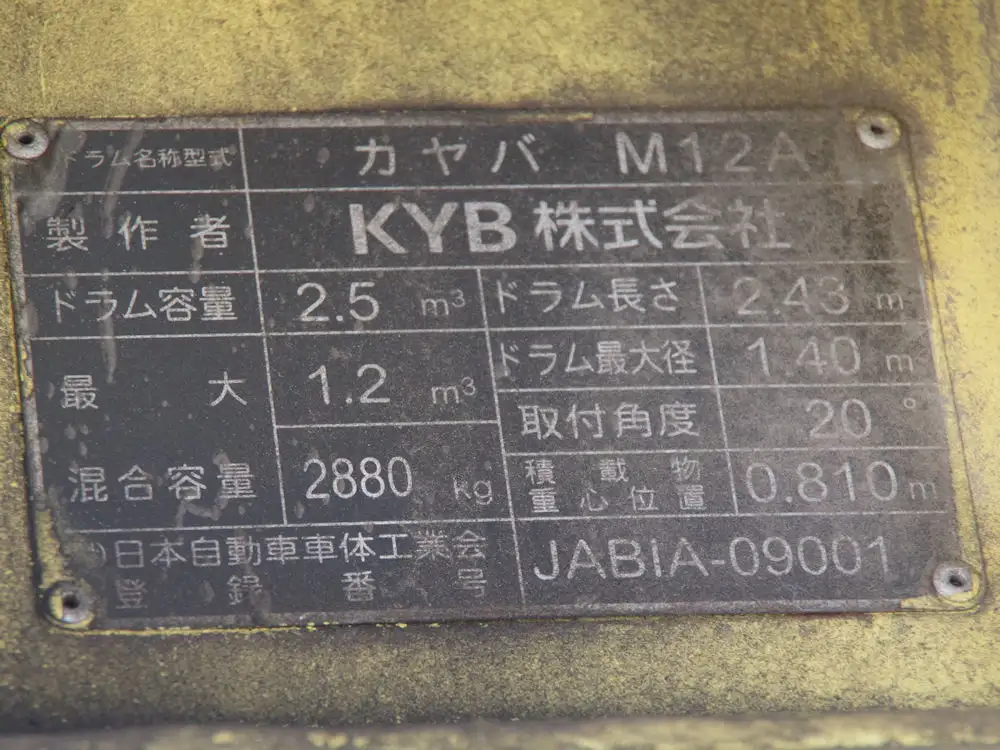 ドラム名称型式 カヤバ M12A
製作者 KYB株式会社
ドラム容量 2.5 m³ ドラム長さ 2.43 m
最大 1.2 m³ ドラム最大径 1.40 m
取付角度 20°
混合容量 2880 kg 積載物重心位置 0.810 m
日本自動車車体工業会 JABIA-09001
登録番号